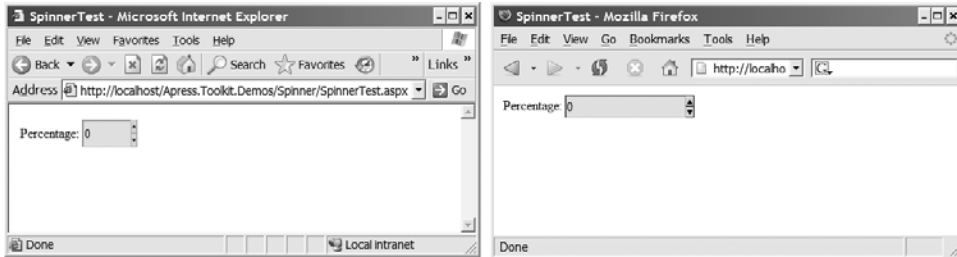 SpinnerTest - Microsoft Internet Explorer
File Edit View Favorites Tools Help
Back Search Favorites » Links »
Address http://localhost/Apress.Toolkit.Demos/Spinner/SpinnerTest.aspx Go
Percentage: 0
Done Local intranet
SpinnerTest - Mozilla Firefox
File Edit View Go Bookmarks Tools Help
http://localho G
Percentage: 0
Done